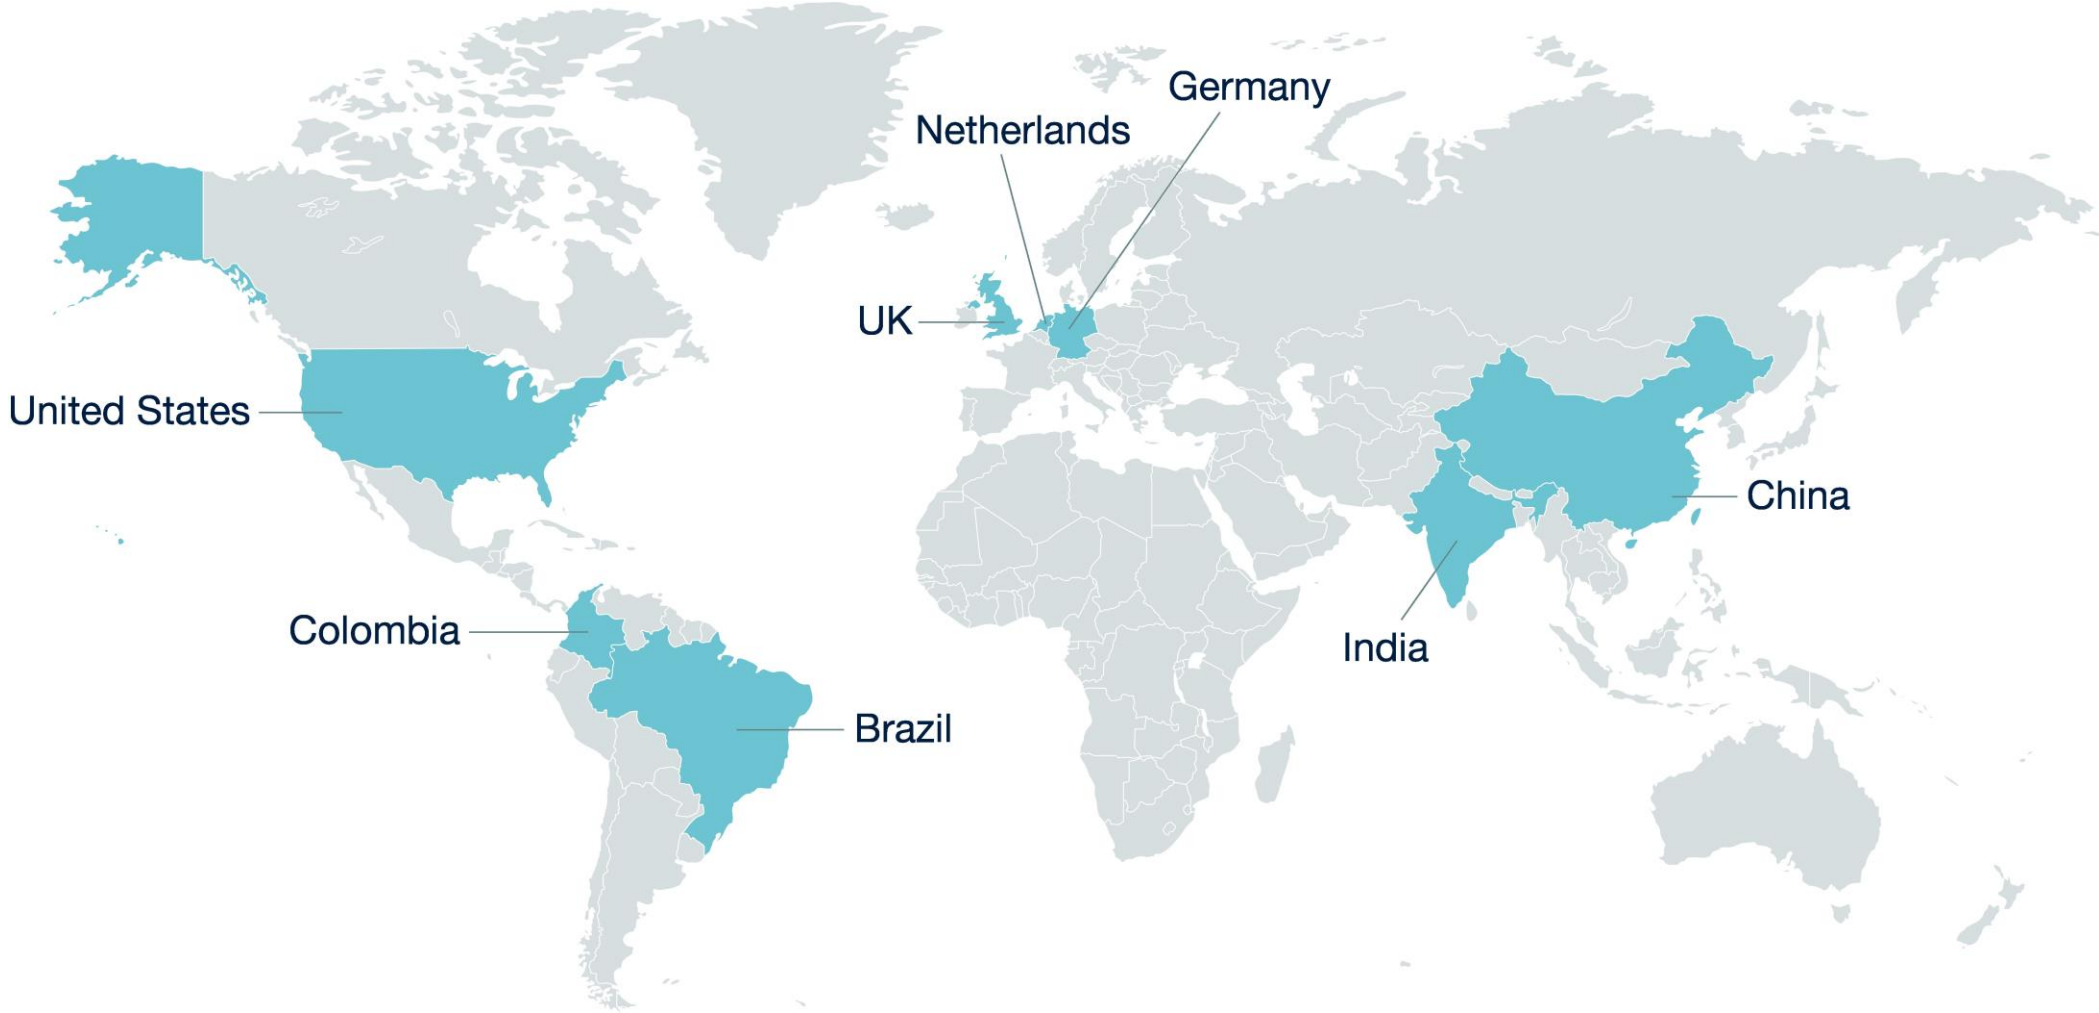 Germany
Netherlands
UK
United States
China
Colombia
India
Brazil